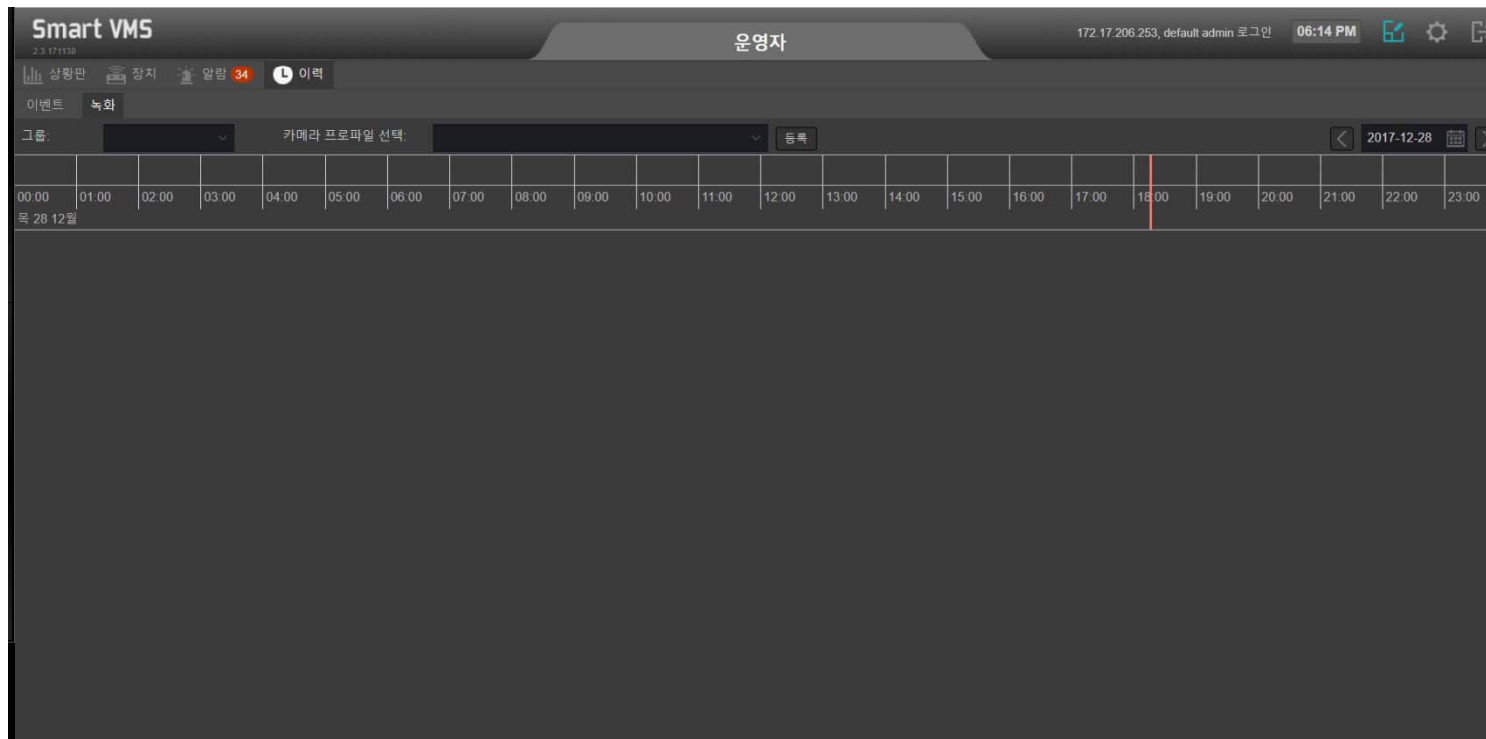 Smart VMS
2.3.171130
운영자
172.17.206.253, default admin 로그인 06:14 PM
상황판 장치 알람 34 이력
이벤트 녹화
그룹: 카메라 프로파일 선택: 등록 2017-12-28
00:00 01:00 02:00 03:00 04:00 05:00 06:00 07:00 08:00 09:00 10:00 11:00 12:00 13:00 14:00 15:00 16:00 17:00 18:00 19:00 20:00 21:00 22:00 23:00
목 28 12월